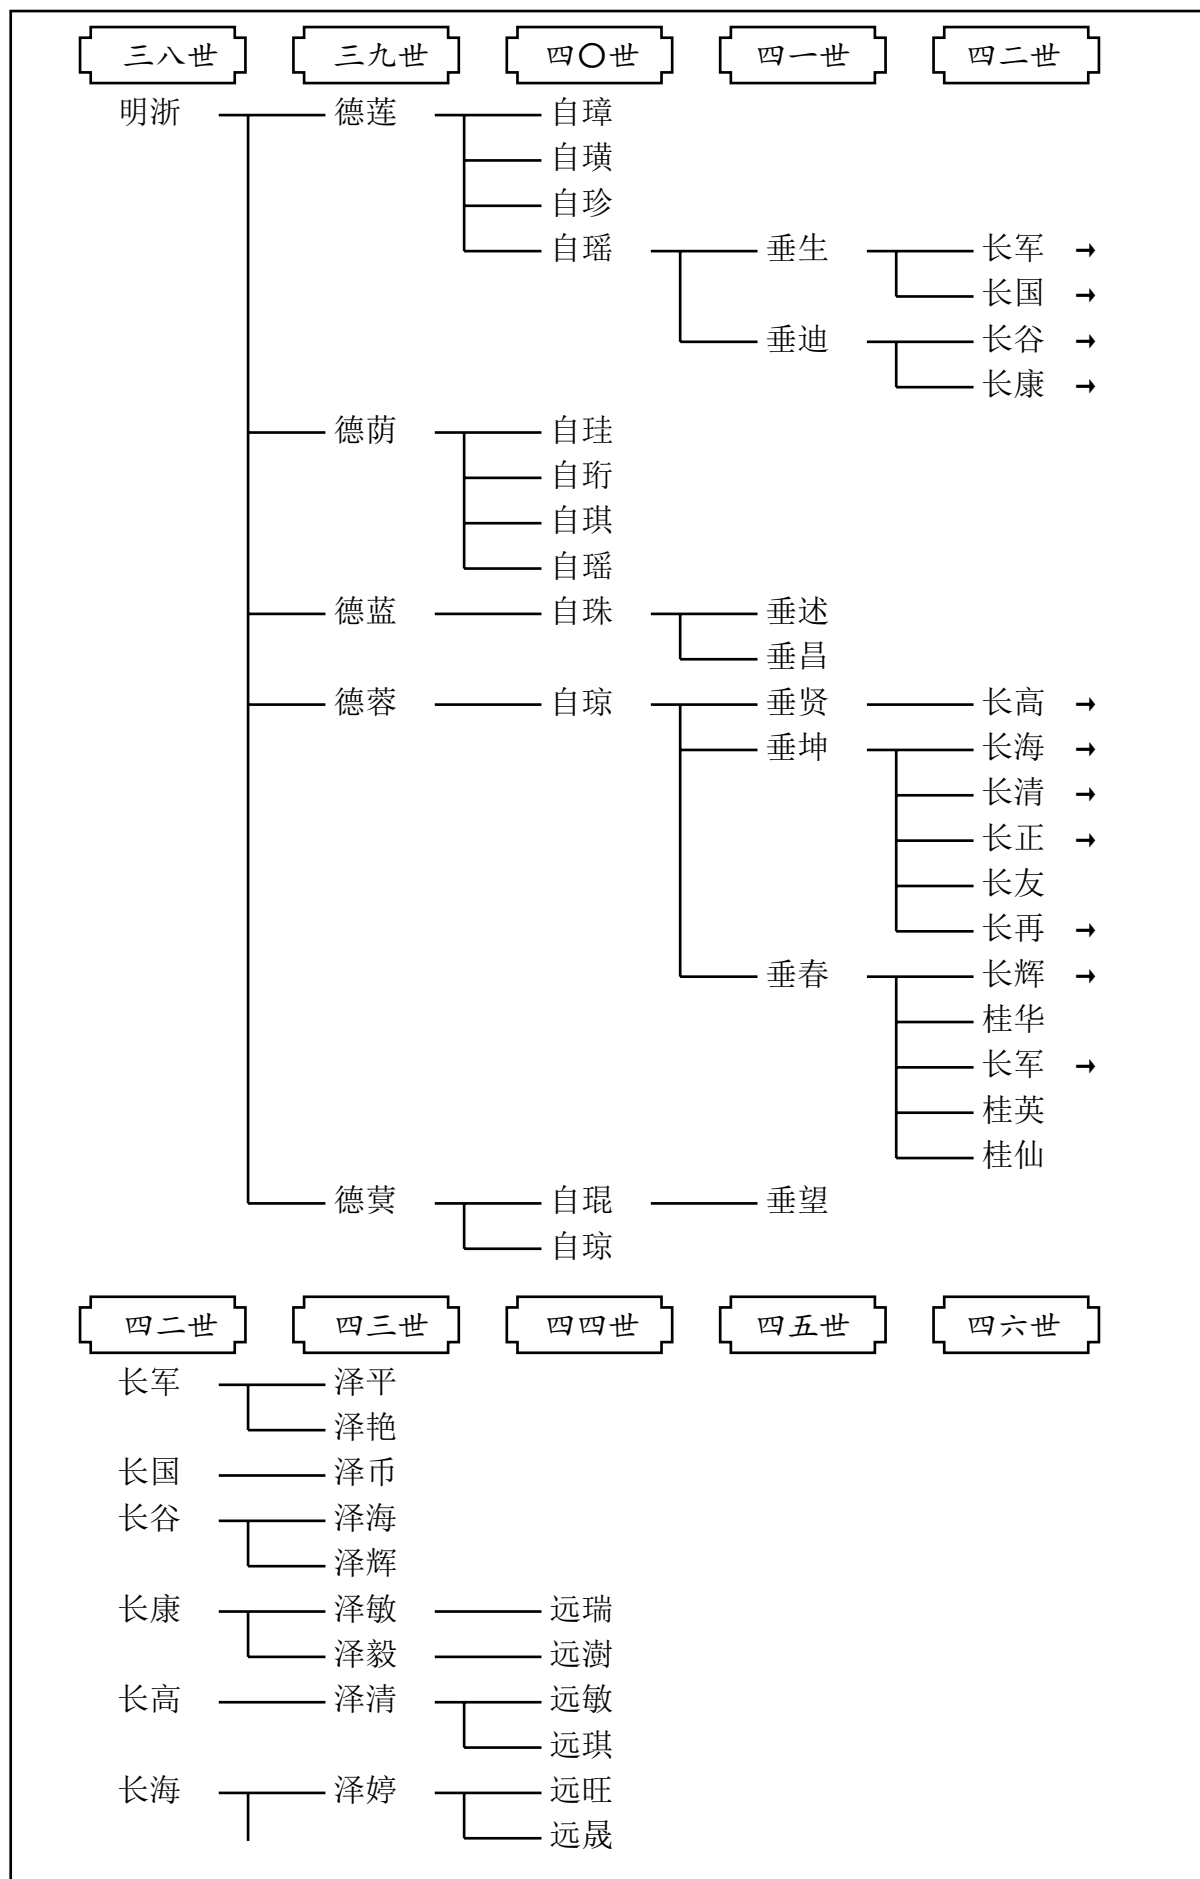 三八世 三九世 四〇世 四一世 四二世
明浙 德莲 自璋
自璜
自珍
自瑶 垂生 长军 →
长国 →
垂迪 长谷 →
长康 →
德荫 自珪
自珩
自琪
自瑶
德蓝 自珠 垂述
垂昌
德蓉 自琼 垂贤 长高 →
垂坤 长海 →
长清 →
长正 →
长友
长再 →
垂春 长辉 →
桂华
长军 →
桂英
桂仙
德蓂 自琨 垂望
自琼
四二世 四三世 四四世 四五世 四六世
长军 泽平
泽艳
长国 泽币
长谷 泽海
泽辉
长康 泽敏 远瑞
泽毅 远澍
长高 泽清 远敏
远琪
长海 泽婷 远旺
远晟